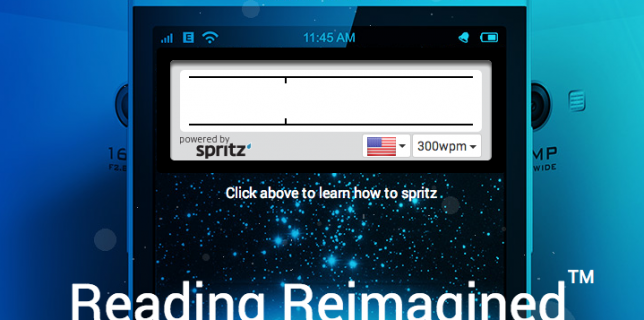 E
11:45 AM
powered by
spritz
300wpm
16
F2.
MP
WIDE
Click above to learn how to spritz
Reading Reimagined™